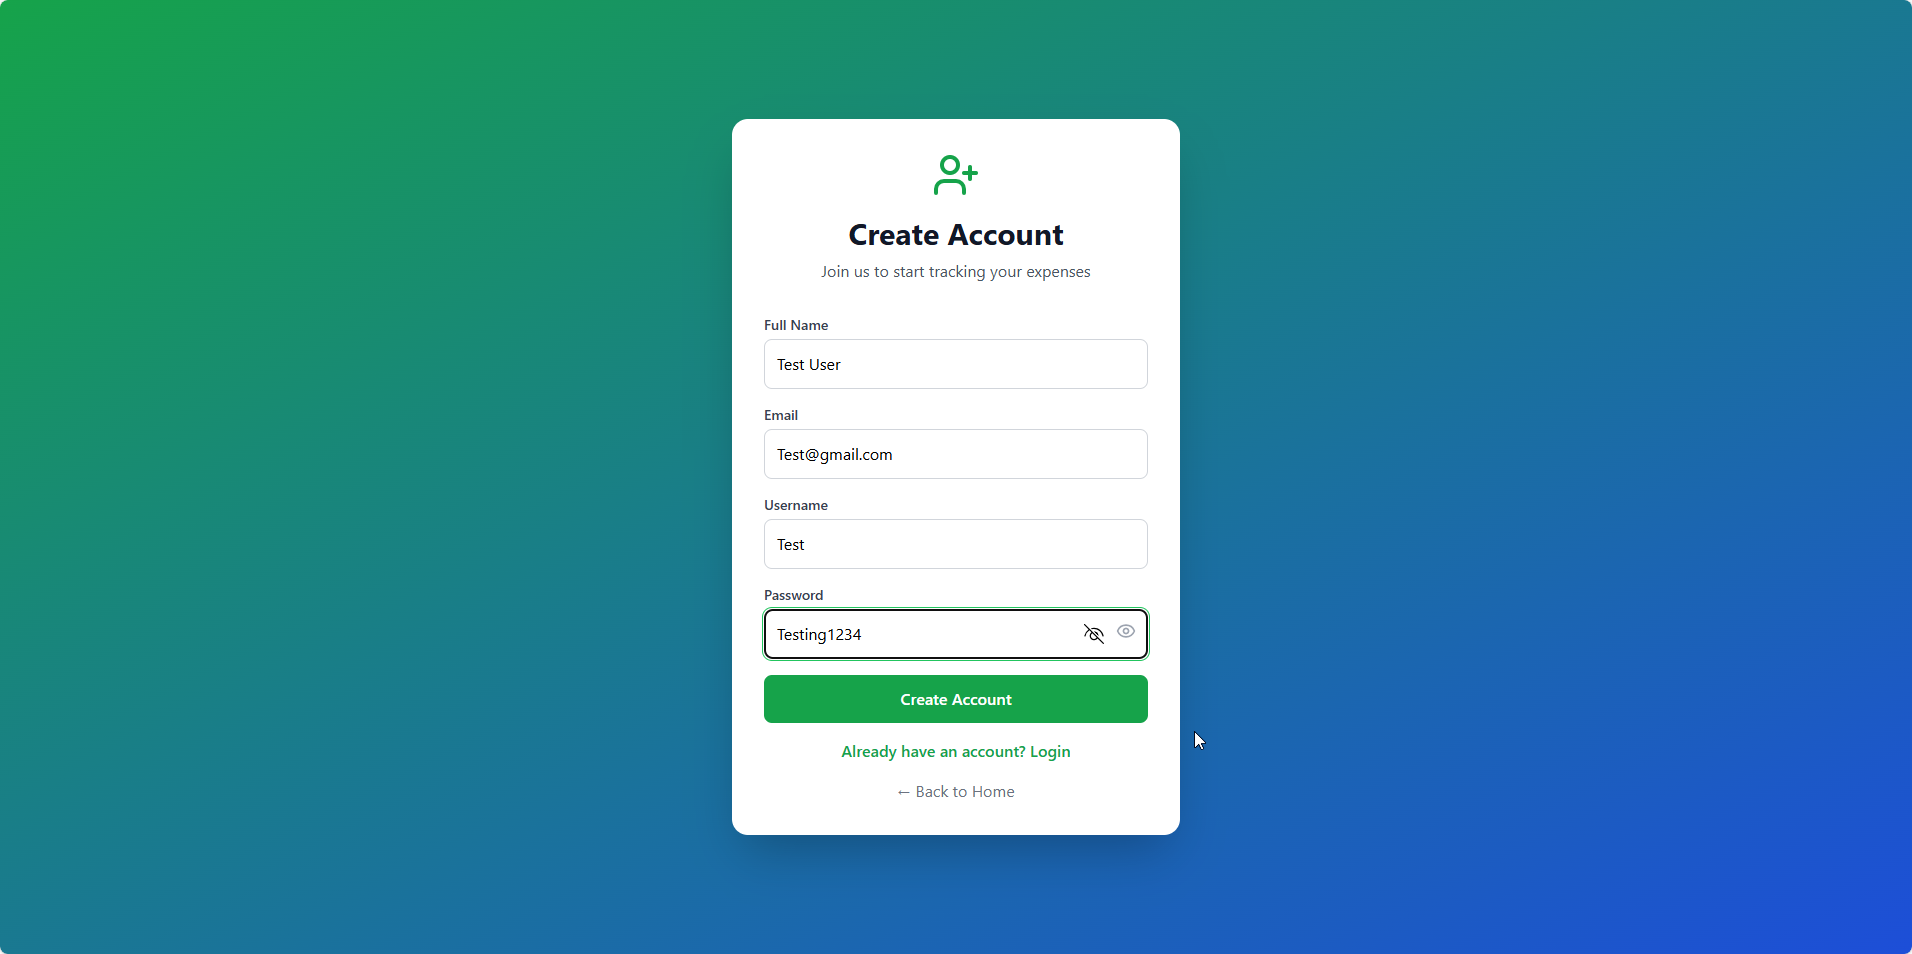 Create Account
Join us to start tracking your expenses
Full Name
Test User
Email
Test@gmail.com
Username
Test
Password
Testing1234
Create Account
Already have an account? Login
← Back to Home